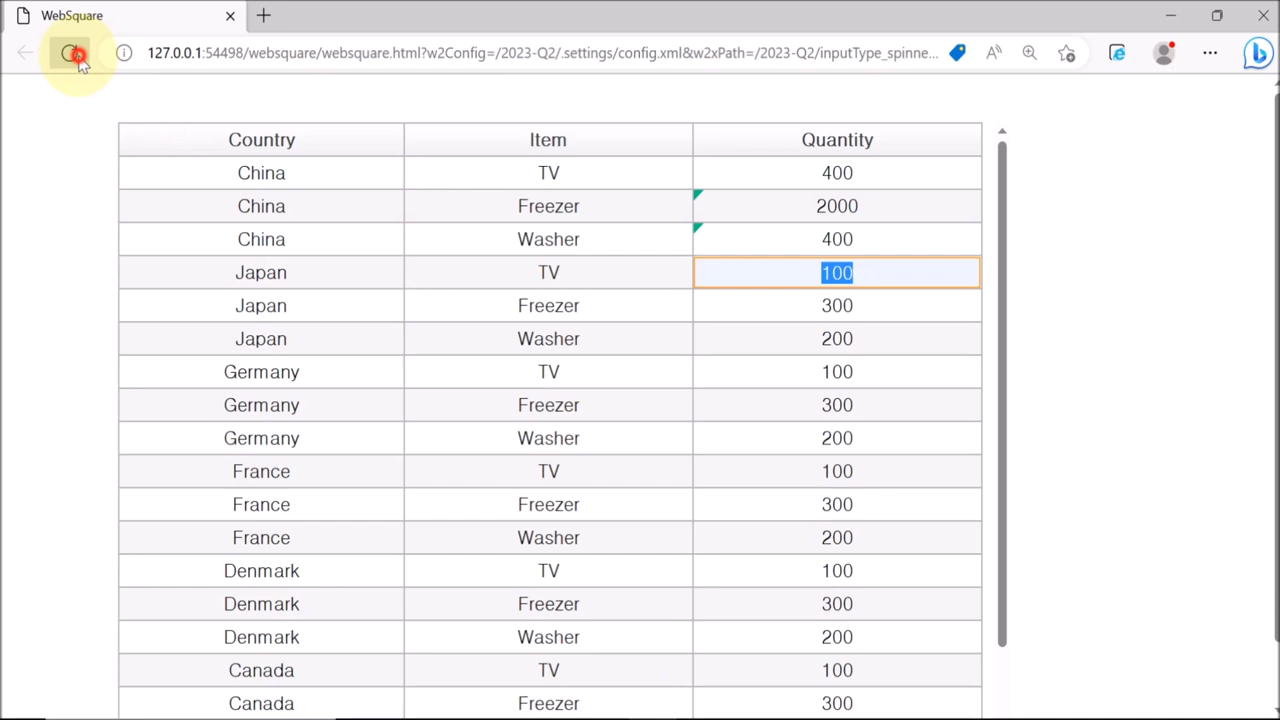 WebSquare
127.0.0.1:54498/websquare/websquare.html?w2Config=/2023-Q2/.settings/config.xml&w2xPath=/2023-Q2/inputType_spinne...
Country Item Quantity
China TV 400
China Freezer 2000
China Washer 400
Japan TV 100
Japan Freezer 300
Japan Washer 200
Germany TV 100
Germany Freezer 300
Germany Washer 200
France TV 100
France Freezer 300
France Washer 200
Denmark TV 100
Denmark Freezer 300
Denmark Washer 200
Canada TV 100
Canada Freezer 300